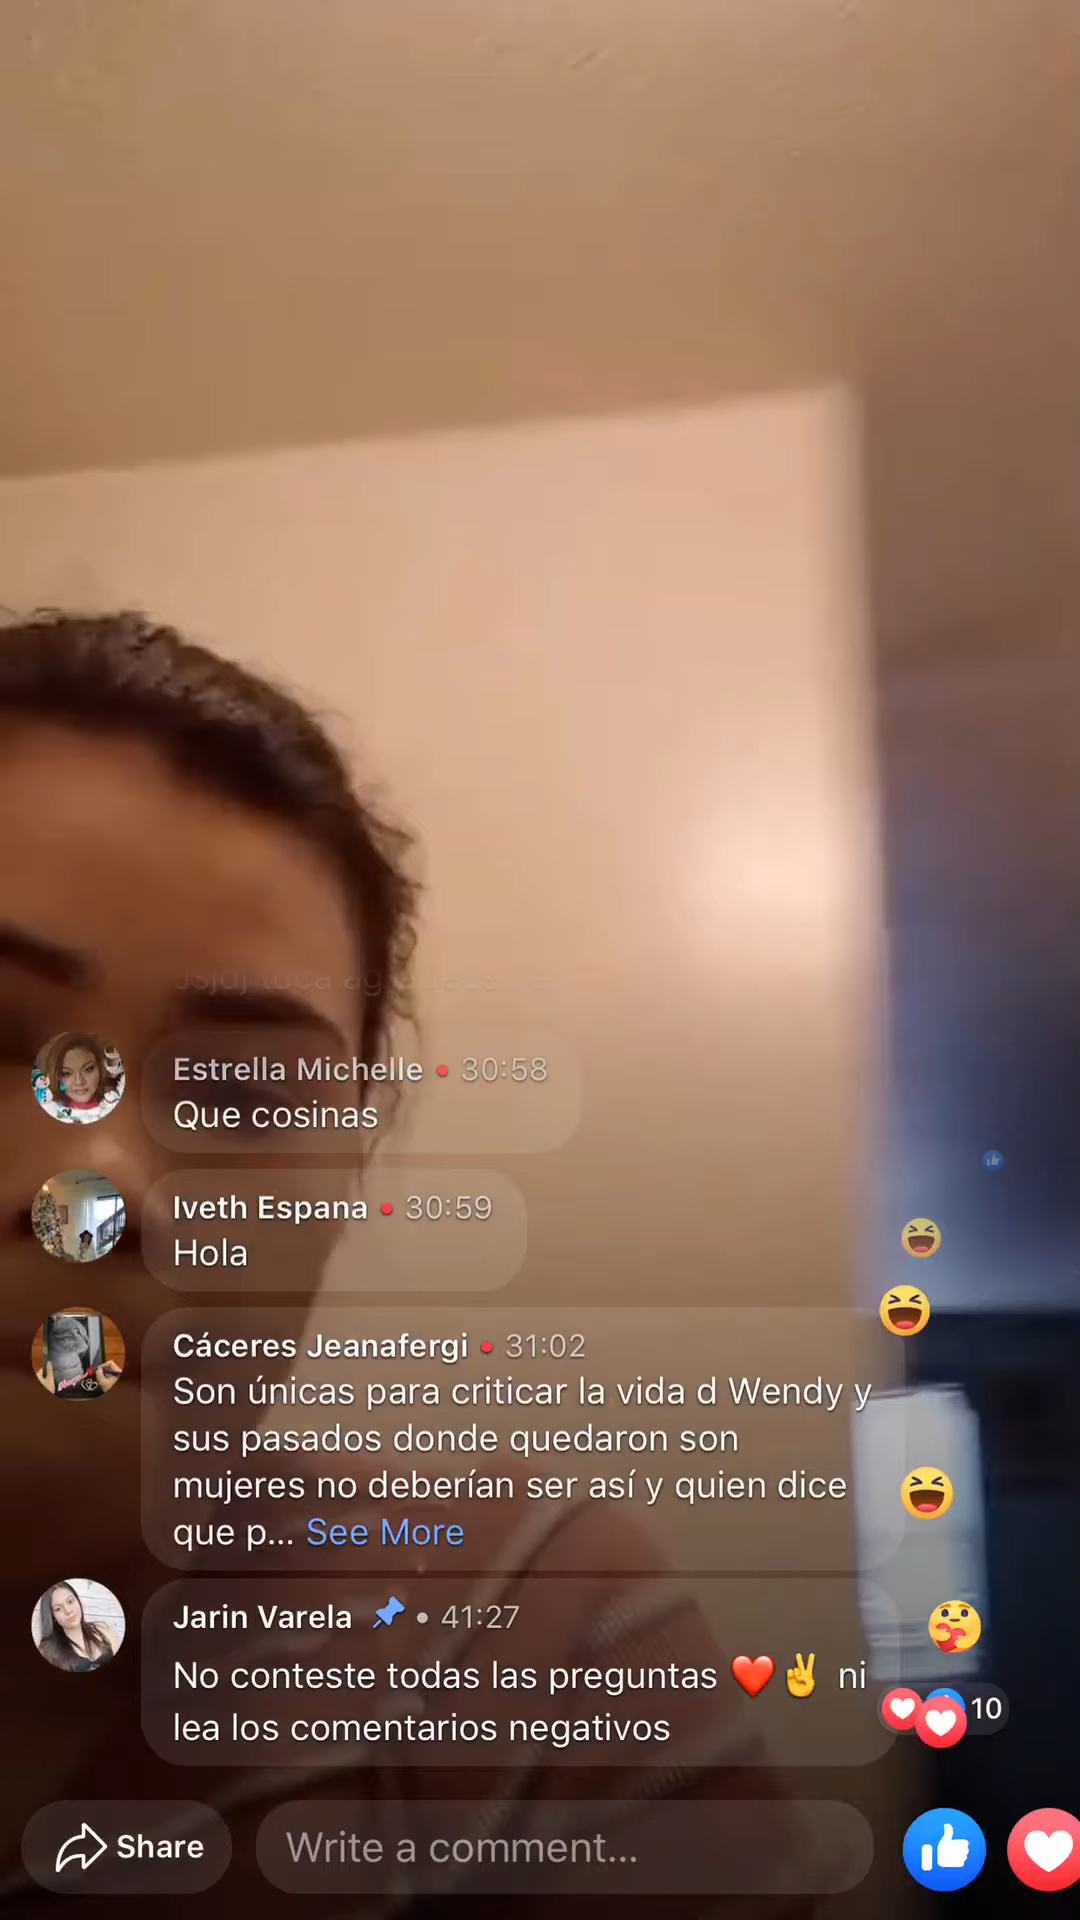 Estrella Michelle • 30:58
Que cosinas
Iveth Espana • 30:59
Hola
Cáceres Jeanafergi • 31:02
Son únicas para criticar la vida d Wendy y
sus pasados donde quedaron son
mujeres no deberían ser así y quien dice
que p... See More
Jarin Varela 📌 • 41:27
No conteste todas las preguntas ❤️✌️ ni
lea los comentarios negativos
10
Share
Write a comment...